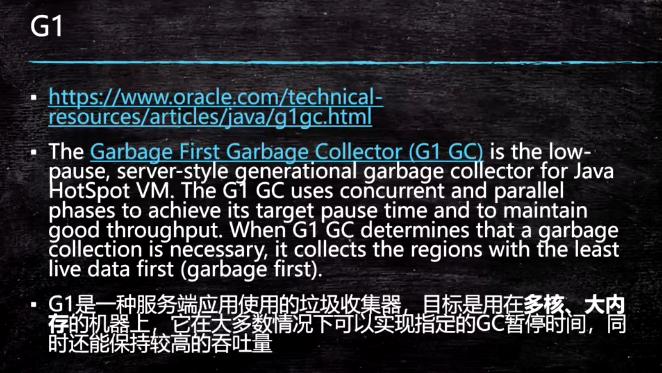 G1
https://www.oracle.com/technical-
resources/articles/java/g1gc.html
The Garbage First Garbage Collector (G1 GC) is the low-
pause, server-style generational garbage collector for Java
HotSpot VM. The G1 GC uses concurrent and parallel
phases to achieve its target pause time and to maintain
good throughput. When G1 GC determines that a garbage
collection is necessary, it collects the regions with the least
live data first (garbage first).
G1是一种服务端应用使用的垃圾收集器，目标是用在多核、大内
存的机器上，它在大多数情况下可以实现指定的GC暂停时间，同
时还能保持较高的吞吐量